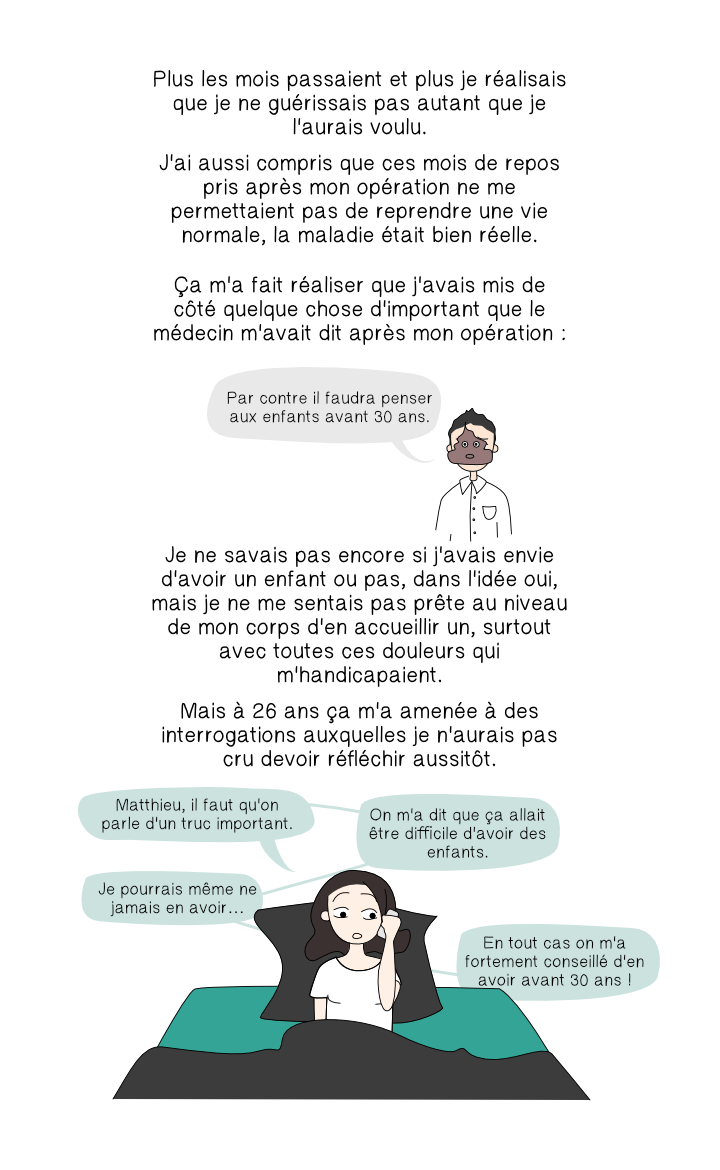 Plus les mois passaient et plus je réalisais
que je ne guérissais pas autant que je
l'aurais voulu.
J'ai aussi compris que ces mois de repos
pris après mon opération ne me
permettaient pas de reprendre une vie
normale, la maladie était bien réelle.
Ça m'a fait réaliser que j'avais mis de
côté quelque chose d'important que le
médecin m'avait dit après mon opération :
Par contre il faudra penser
aux enfants avant 30 ans.
Je ne savais pas encore si j'avais envie
d'avoir un enfant ou pas, dans l'idée oui,
mais je ne me sentais pas prête au niveau
de mon corps d'en accueillir un, surtout
avec toutes ces douleurs qui
m'handicapaient.
Mais à 26 ans ça m'a amenée à des
interrogations auxquelles je n'aurais pas
cru devoir réfléchir aussitôt.
Matthieu, il faut qu'on
parle d'un truc important.
On m'a dit que ça allait
être difficile d'avoir des
enfants.
Je pourrais même ne
jamais en avoir...
En tout cas on m'a
fortement conseillé d'en
avoir avant 30 ans !